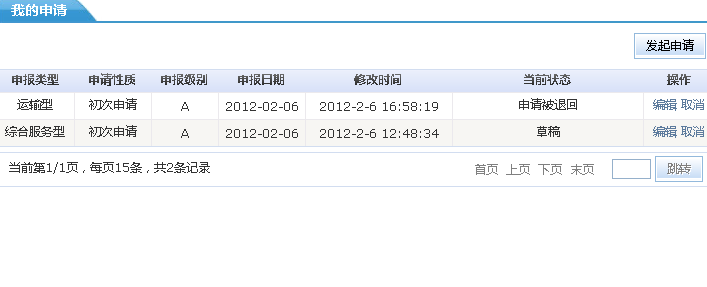 我的申请
发起申请
申报类型 申请性质 申报级别 申报日期 修改时间 当前状态 操作
运输型 初次申请 A 2012-02-06 2012-2-6 16:58:19 申请被退回 编辑 取消
综合服务型 初次申请 A 2012-02-06 2012-2-6 12:48:34 草稿 编辑 取消
当前第1/1页，每页15条，共2条记录 首页 上页 下页 末页 跳转